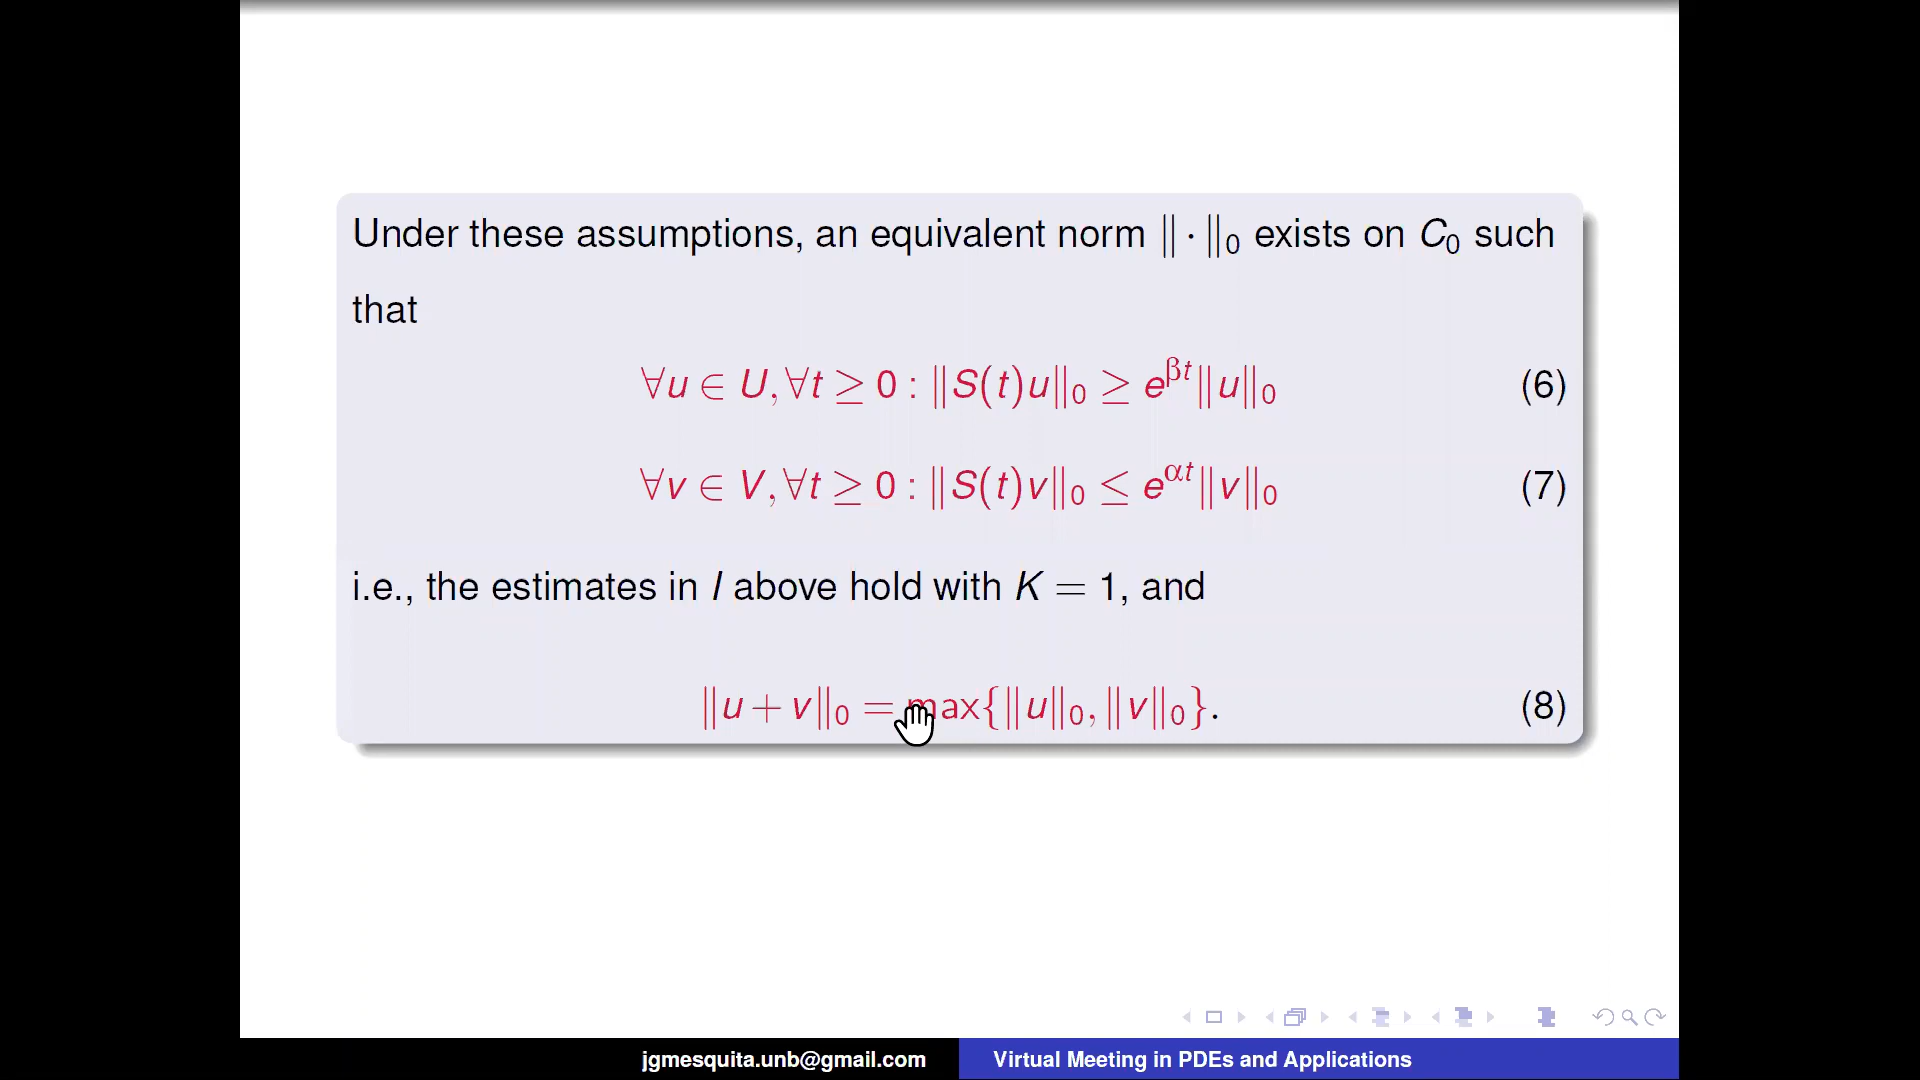 Under these assumptions, an equivalent norm ‖ · ‖₀ exists on C₀ such
that
∀u ∈ U, ∀t ≥ 0 : ‖S(t)u‖₀ ≥ e^{βt}‖u‖₀ (6)
∀v ∈ V, ∀t ≥ 0 : ‖S(t)v‖₀ ≤ e^{αt}‖v‖₀ (7)
i.e., the estimates in I above hold with K = 1, and
‖u + v‖₀ = max{‖u‖₀, ‖v‖₀}. (8)
jgmesquita.unb@gmail.com Virtual Meeting in PDEs and Applications